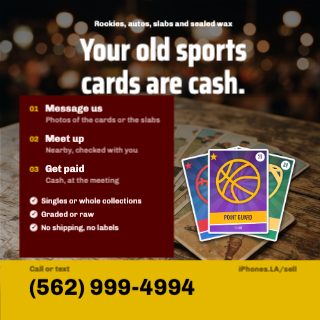 Rookies, autos, slabs and sealed wax
Your old sports
cards are cash.
01 Message us
Photos of the cards or the slabs
02 Meet up
Nearby, checked with you
03 Get paid
Cash, at the meeting
Singles or whole collections
Graded or raw
No shipping, no labels
POINT GUARD
Call or text
iPhones.LA/sell
(562) 999-4994